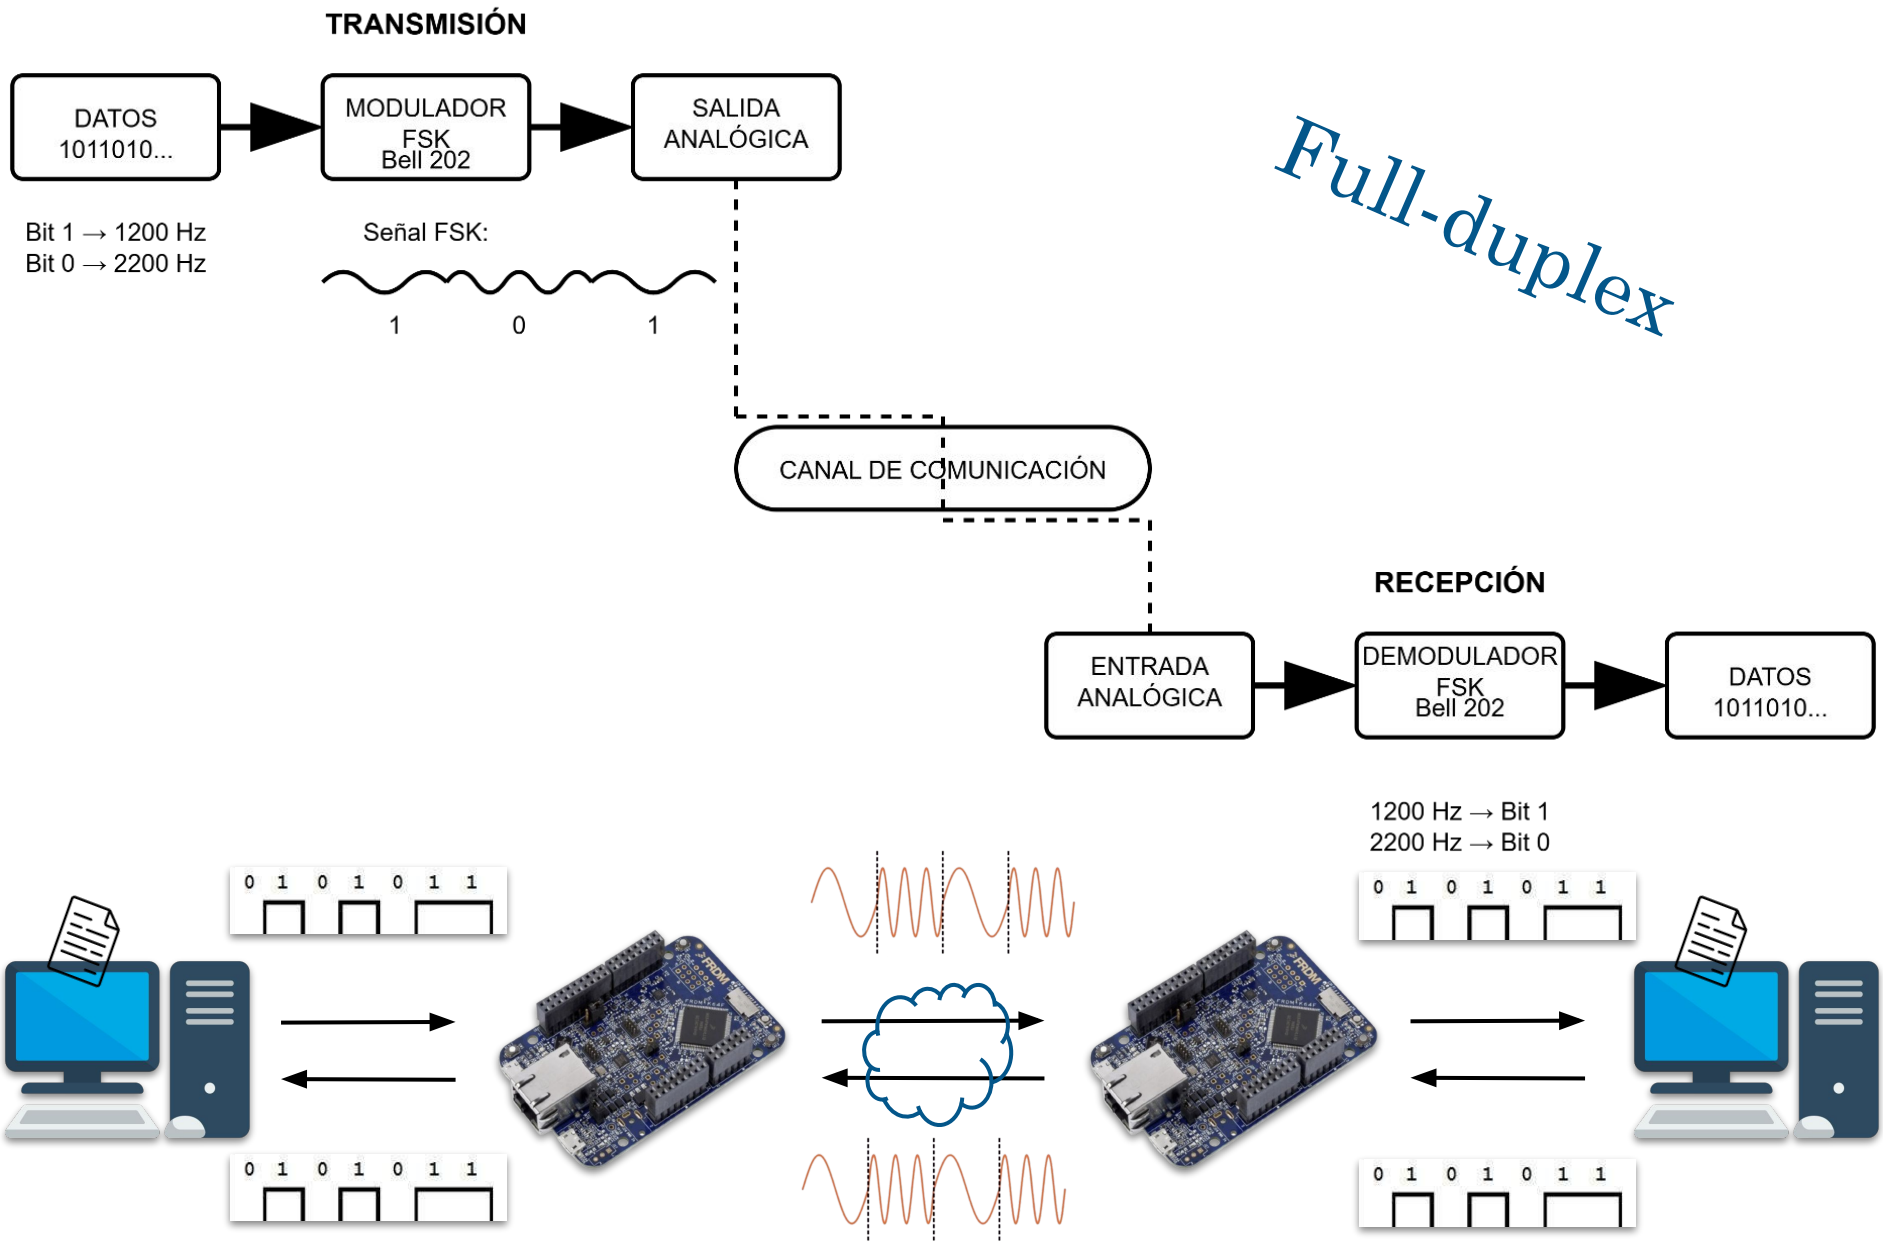 TRANSMISIÓN
DATOS
1011010...
MODULADOR
FSK
Bell 202
SALIDA
ANALÓGICA
Full-duplex
Bit 1 → 1200 Hz
Bit 0 → 2200 Hz
Señal FSK:
1 0 1
CANAL DE COMUNICACIÓN
RECEPCIÓN
ENTRADA
ANALÓGICA
DEMODULADOR
FSK
Bell 202
DATOS
1011010...
1200 Hz → Bit 1
2200 Hz → Bit 0
0 1 0 1 0 1 1
0 1 0 1 0 1 1
FRDM
FRDM
0 1 0 1 0 1 1
0 1 0 1 0 1 1